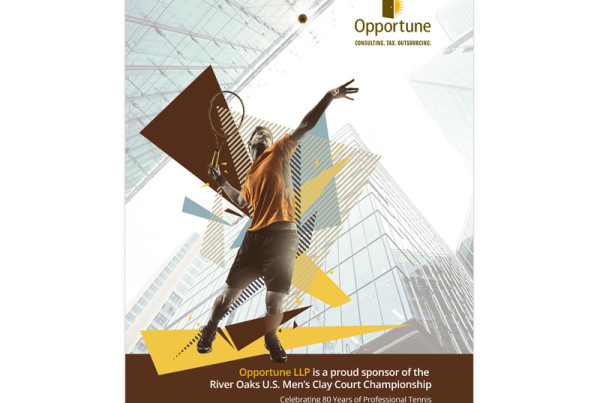 Opportune
CONSULTING. TAX. OUTSOURCING.
Opportune LLP is a proud sponsor of the
River Oaks U.S. Men's Clay Court Championship
Celebrating 80 Years of Professional Tennis